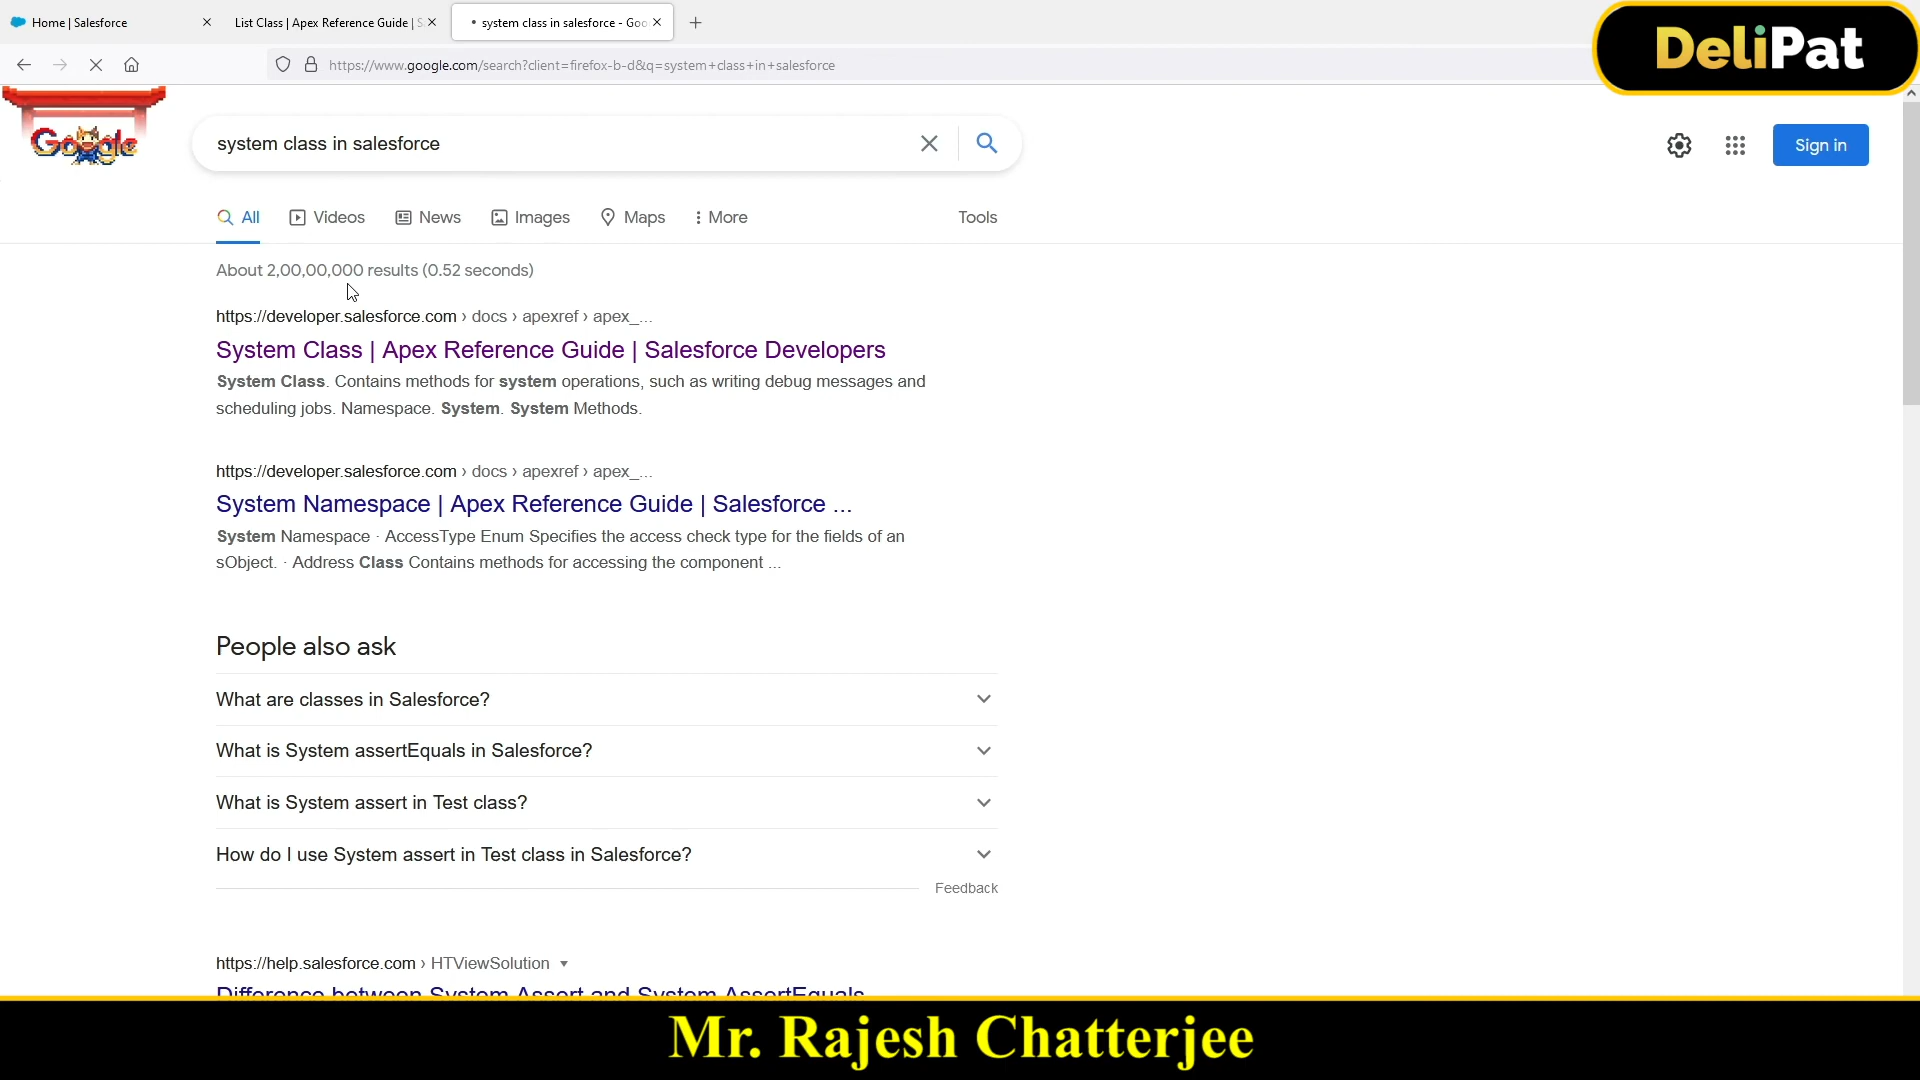 Home | Salesforce
List Class | Apex Reference Guide | S
system class in salesforce - Goo
https://www.google.com/search?client=firefox-b-d&q=system+class+in+salesforce
DeliPat
Google
system class in salesforce
Sign in
All
Videos
News
Images
Maps
More
Tools
About 2,00,00,000 results (0.52 seconds)
https://developer.salesforce.com › docs › apexref › apex_...
System Class | Apex Reference Guide | Salesforce Developers
System Class. Contains methods for system operations, such as writing debug messages and
scheduling jobs. Namespace. System. System Methods.
https://developer.salesforce.com › docs › apexref › apex_...
System Namespace | Apex Reference Guide | Salesforce ...
System Namespace · AccessType Enum Specifies the access check type for the fields of an
sObject. · Address Class Contains methods for accessing the component ...
People also ask
What are classes in Salesforce?
What is System assertEquals in Salesforce?
What is System assert in Test class?
How do I use System assert in Test class in Salesforce?
Feedback
https://help.salesforce.com › HTViewSolution
Difference between System Assert and System AssertEquals
Mr. Rajesh Chatterjee